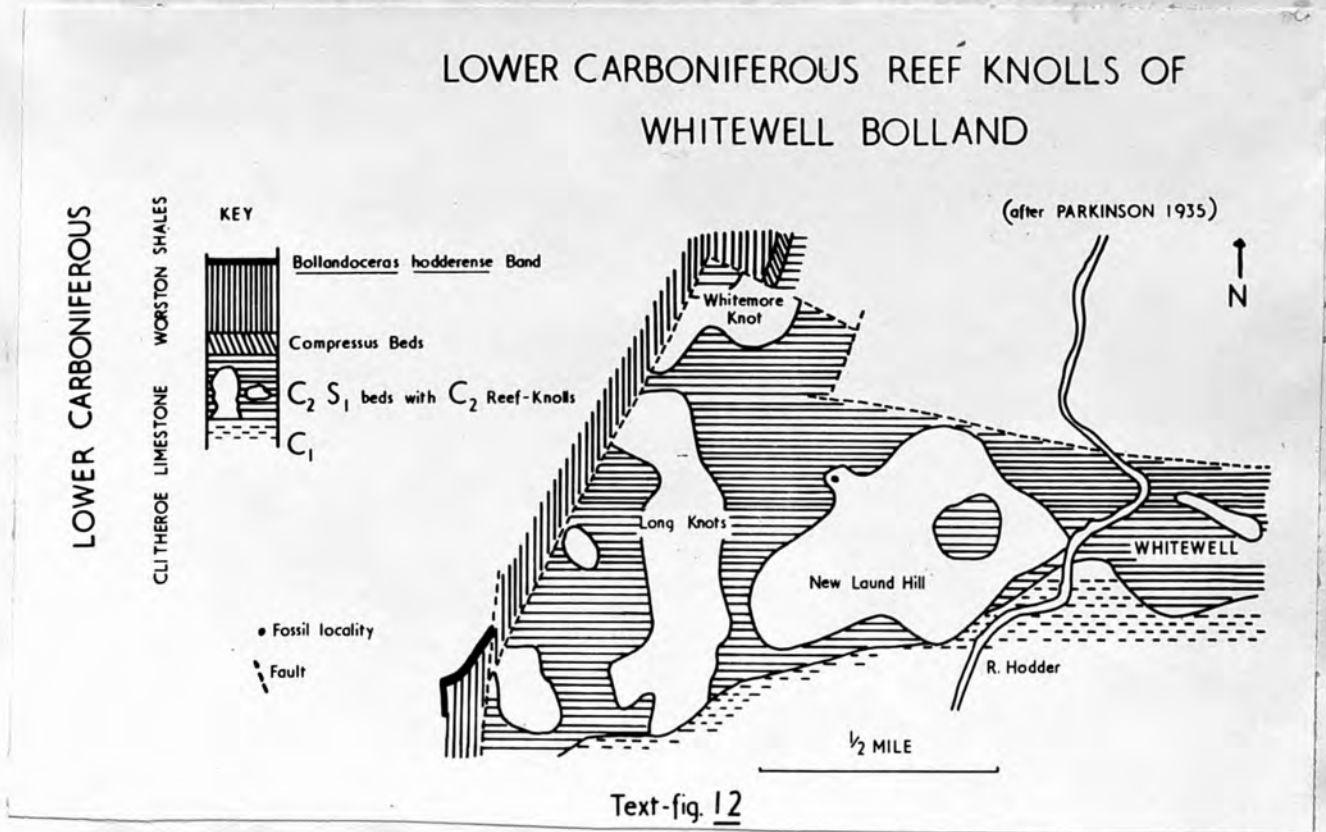 LOWER CARBONIFEROUS REEF KNOLLS OF
WHITEWELL BOLLAND
(after PARKINSON 1935)
N
LOWER CARBONIFEROUS
CLITHEROE LIMESTONE WORSTON SHALES
KEY
Bollandoceras hodderense Band
Compressus Beds
C2 S1 beds with C2 Reef-Knolls
C1
Fossil locality
Fault
Whitemore
Knot
Long Knots
New Laund Hill
WHITEWELL
R. Hodder
1/2 MILE
Text-fig. 12